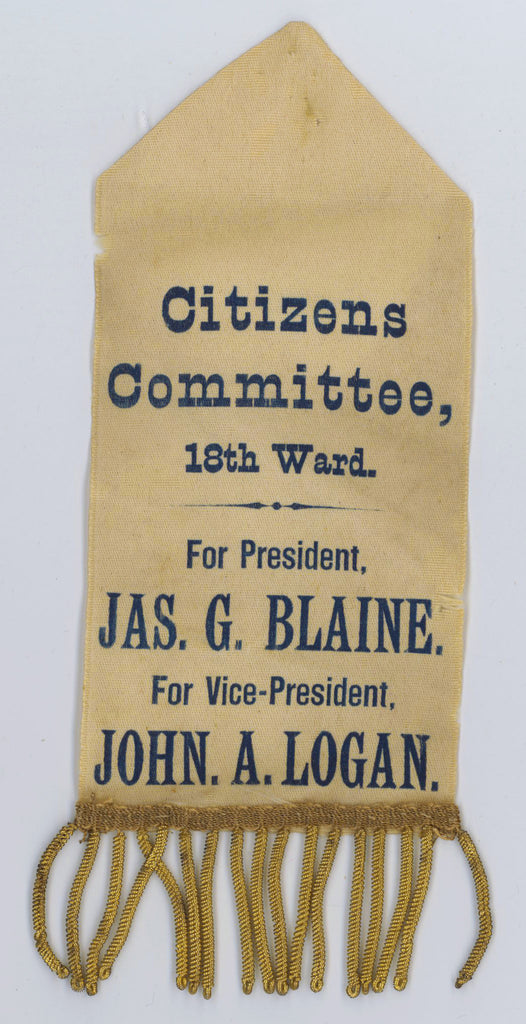 Citizens
Committee,
18th Ward.
For President,
JAS. G. BLAINE.
For Vice-President,
JOHN. A. LOGAN.